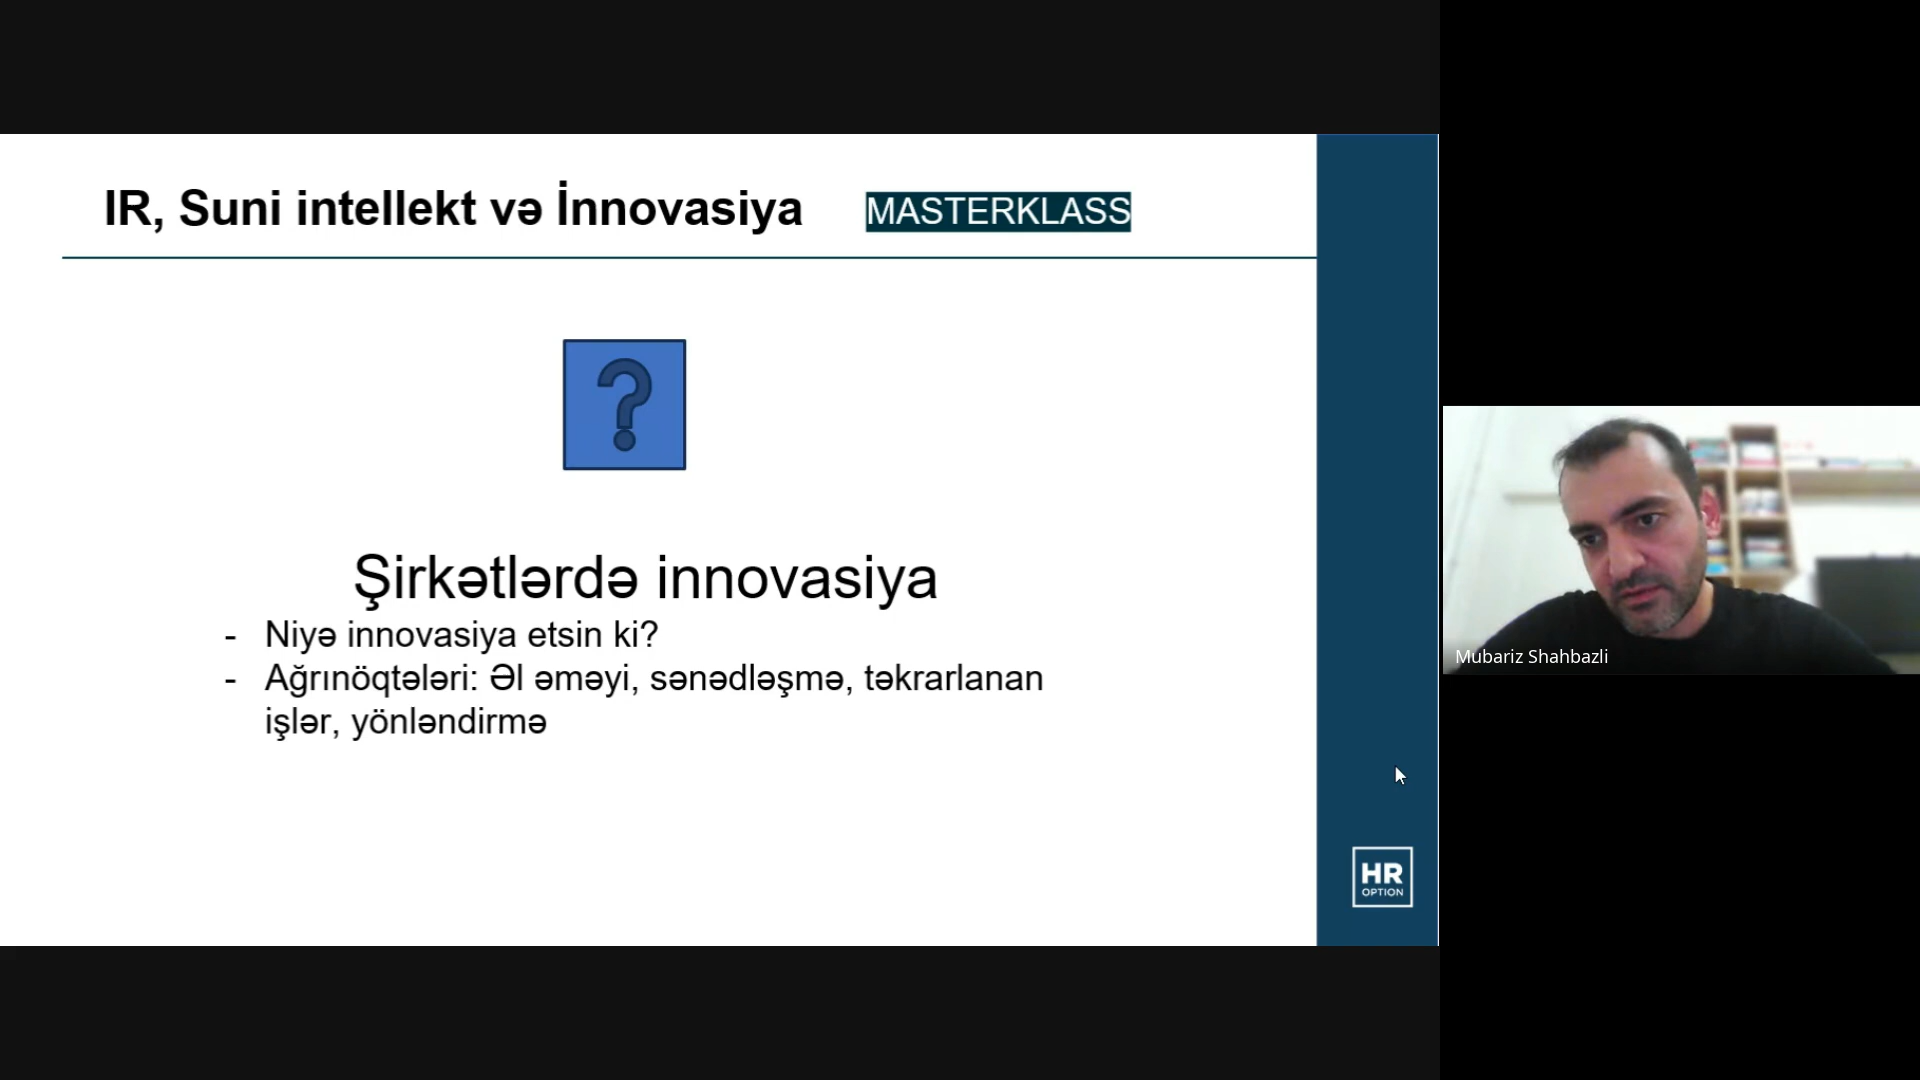 IR, Suni intellekt və İnnovasiya MASTERKLASS
?
Şirkətlərdə innovasiya
- Niyə innovasiya etsin ki?
- Ağrınöqtələri: Əl əməyi, sənədləşmə, təkrarlanan
işlər, yönləndirmə
HR
OPTION
Mubariz Shahbazli